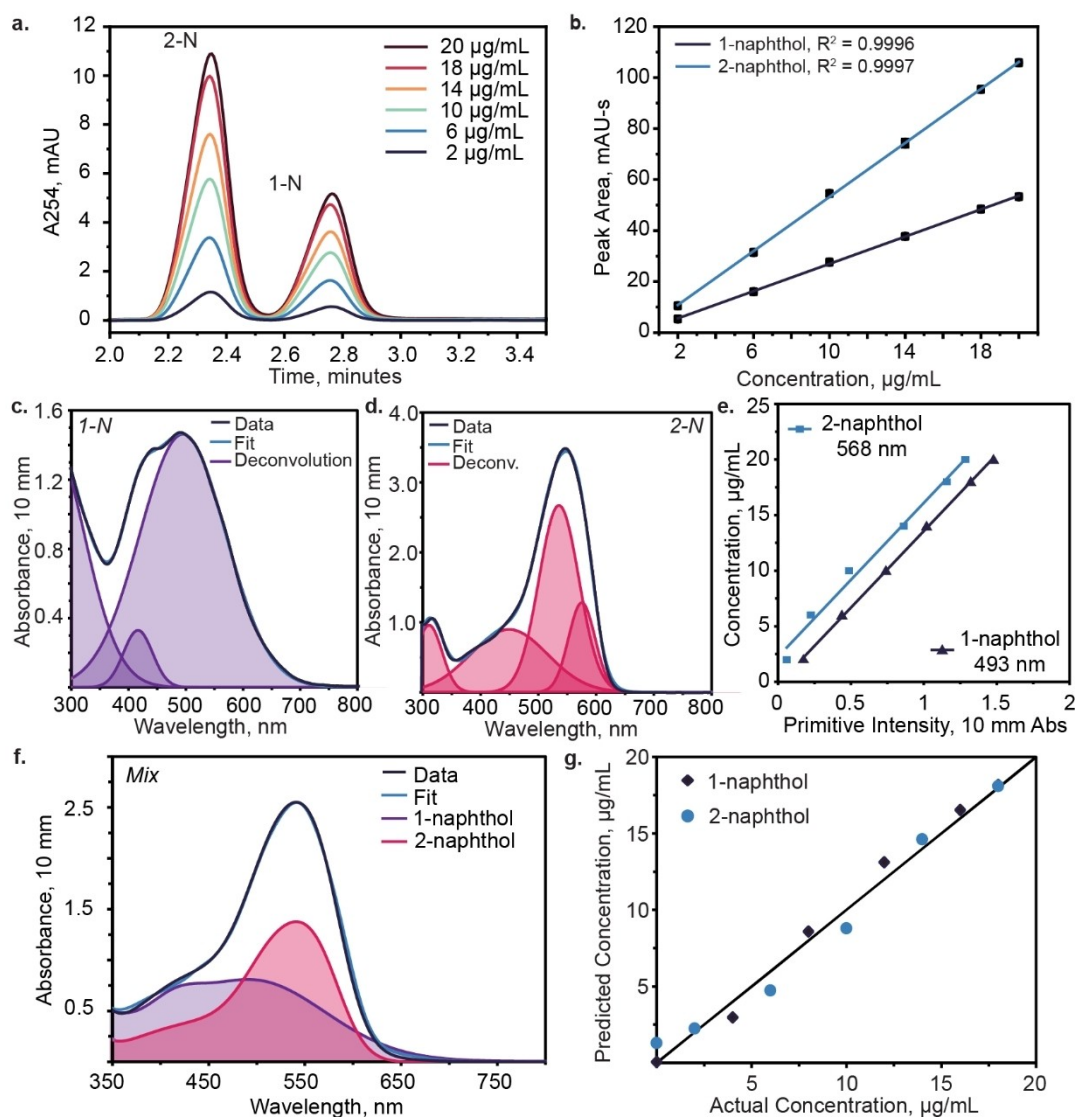 a.
2-N
1-N
12
10
8
6
4
2
0
A254, mAU
20 µg/mL
18 µg/mL
14 µg/mL
10 µg/mL
6 µg/mL
2 µg/mL
2.0 2.2 2.4 2.6 2.8 3.0 3.2 3.4
Time, minutes
b.
1-naphthol, R² = 0.9996
2-naphthol, R² = 0.9997
120
100
80
60
40
20
0
Peak Area, mAU-s
2 6 10 14 18
Concentration, µg/mL
c.
1-N
Data
Fit
Deconvolution
1.6
1.2
0.8
0.4
Absorbance, 10 mm
300 400 500 600 700 800
Wavelength, nm
d.
2-N
Data
Fit
Deconv.
4.0
3.0
2.0
1.0
Absorbance, 10 mm
300 400 500 600 700 800
Wavelength, nm
e.
2-naphthol
568 nm
1-naphthol
493 nm
25
20
15
10
5
0
Concentration, µg/mL
0 0.5 1 1.5 2
Primitive Intensity, 10 mm Abs
f.
Mix
Data
Fit
1-naphthol
2-naphthol
2.5
1.5
0.5
Absorbance, 10 mm
350 450 550 650 750
Wavelength, nm
g.
1-naphthol
2-naphthol
20
15
10
5
0
Predicted Concentration, µg/mL
5 10 15 20
Actual Concentration, µg/mL